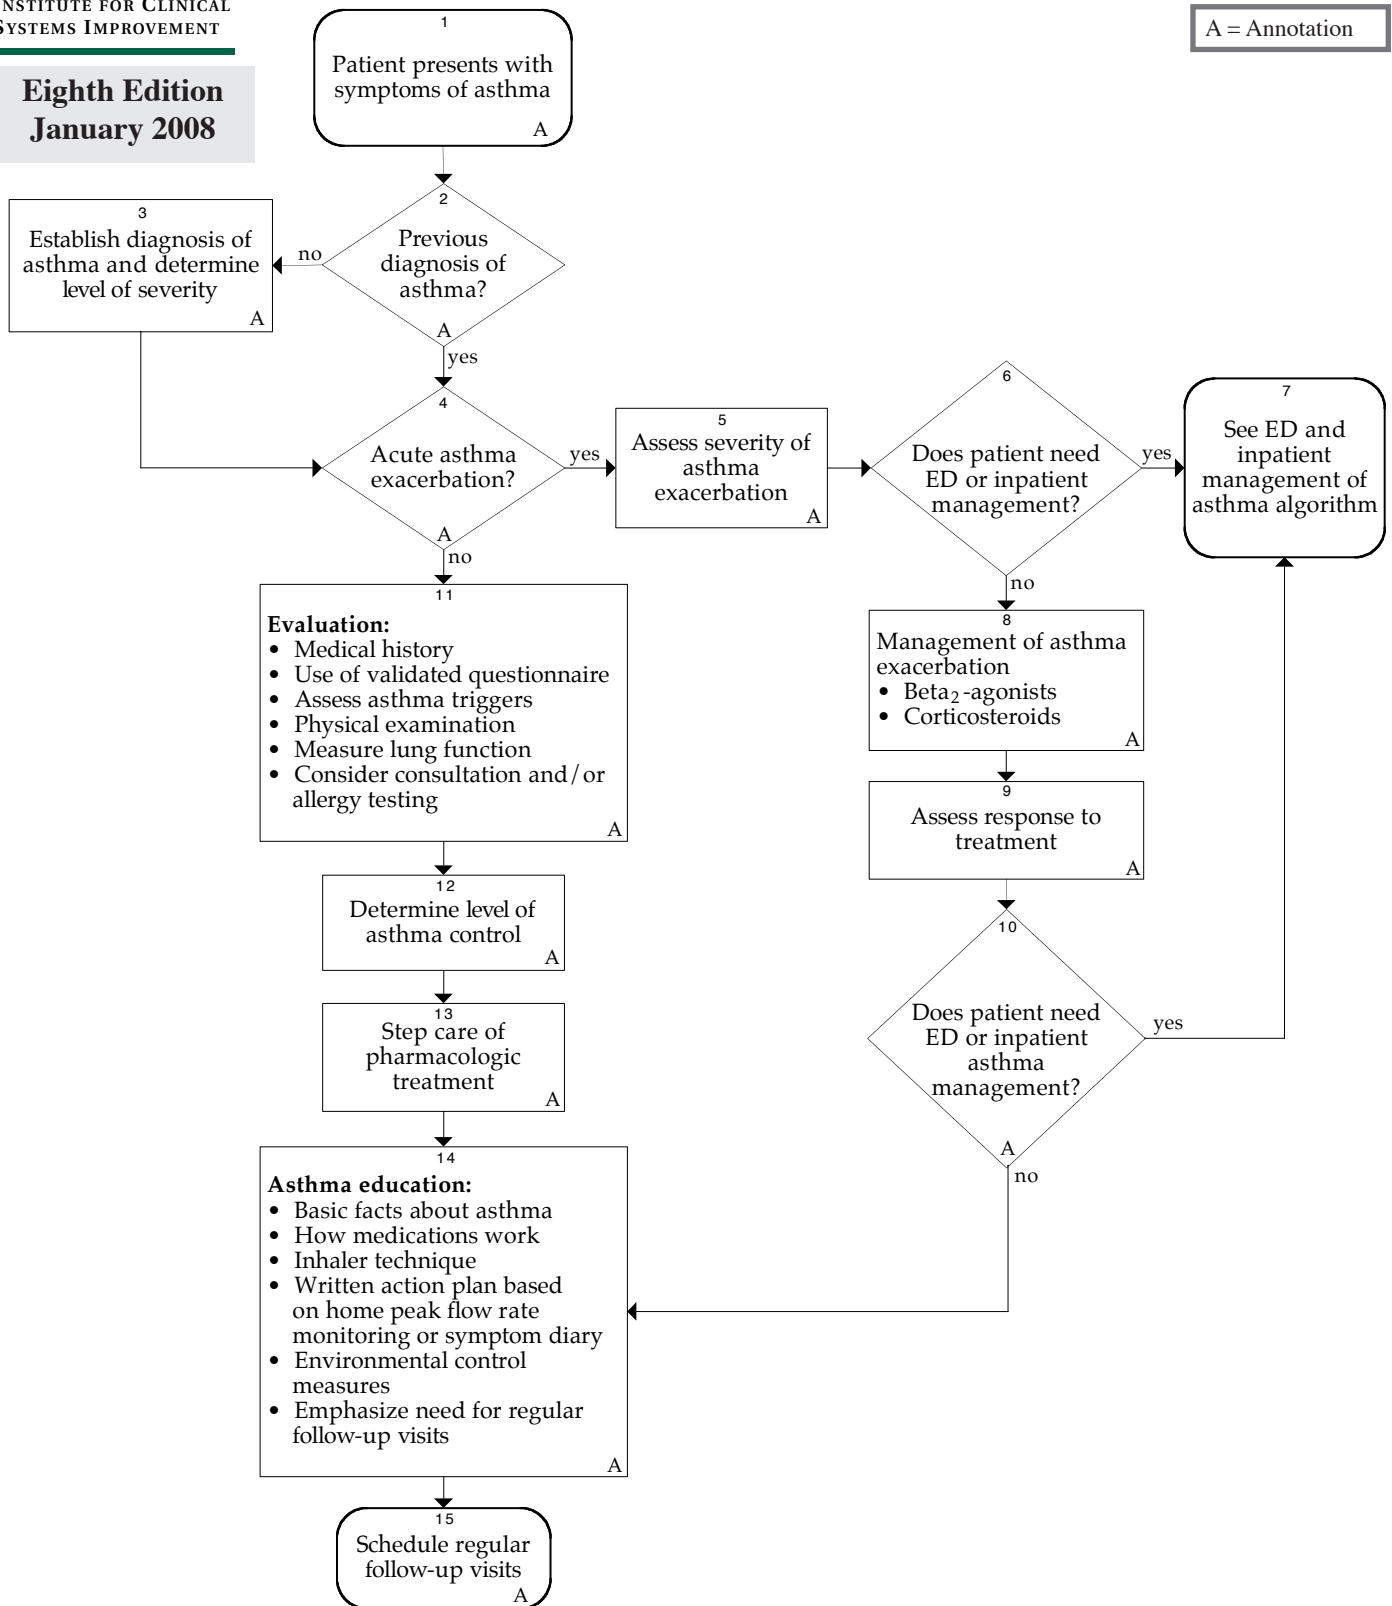 INSTITUTE FOR CLINICAL
SYSTEMS IMPROVEMENT
Eighth Edition
January 2008
A = Annotation
1
Patient presents with
symptoms of asthma
A
2
Previous
diagnosis of
asthma?
A
no
yes
3
Establish diagnosis of
asthma and determine
level of severity
A
4
Acute asthma
exacerbation?
A
yes
no
5
Assess severity of
asthma
exacerbation
A
6
Does patient need
ED or inpatient
management?
yes
no
7
See ED and
inpatient
management of
asthma algorithm
8
Management of asthma
exacerbation
• Beta₂-agonists
• Corticosteroids
A
9
Assess response to
treatment
A
10
Does patient need
ED or inpatient
asthma
management?
A
yes
no
11
Evaluation:
• Medical history
• Use of validated questionnaire
• Assess asthma triggers
• Physical examination
• Measure lung function
• Consider consultation and/or
allergy testing
A
12
Determine level of
asthma control
A
13
Step care of
pharmacologic
treatment
A
14
Asthma education:
• Basic facts about asthma
• How medications work
• Inhaler technique
• Written action plan based
on home peak flow rate
monitoring or symptom diary
• Environmental control
measures
• Emphasize need for regular
follow-up visits
A
15
Schedule regular
follow-up visits
A